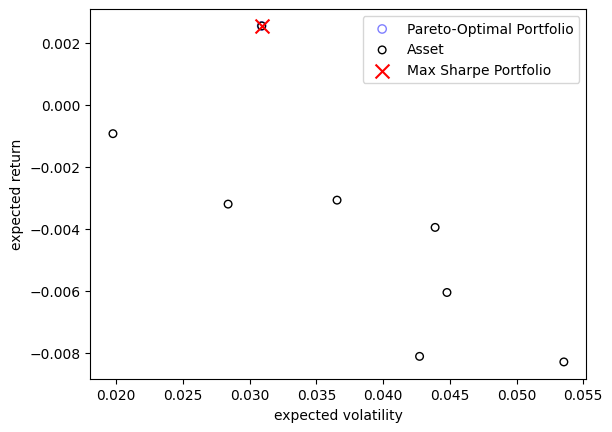 Pareto-Optimal Portfolio
Asset
Max Sharpe Portfolio
0.002
0.000
−0.002
−0.004
−0.006
−0.008
expected return
0.020 0.025 0.030 0.035 0.040 0.045 0.050 0.055
expected volatility